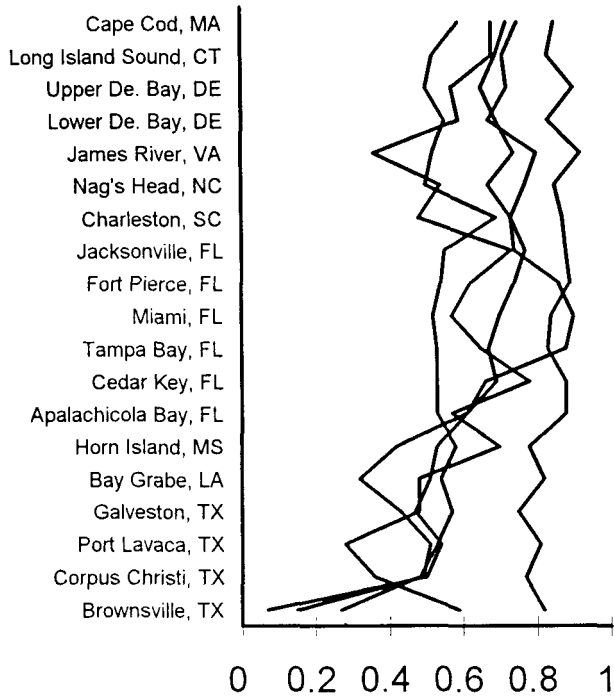 Cape Cod, MA
Long Island Sound, CT
Upper De. Bay, DE
Lower De. Bay, DE
James River, VA
Nag's Head, NC
Charleston, SC
Jacksonville, FL
Fort Pierce, FL
Miami, FL
Tampa Bay, FL
Cedar Key, FL
Apalachicola Bay, FL
Horn Island, MS
Bay Grabe, LA
Galveston, TX
Port Lavaca, TX
Corpus Christi, TX
Brownsville, TX
0 0.2 0.4 0.6 0.8 1